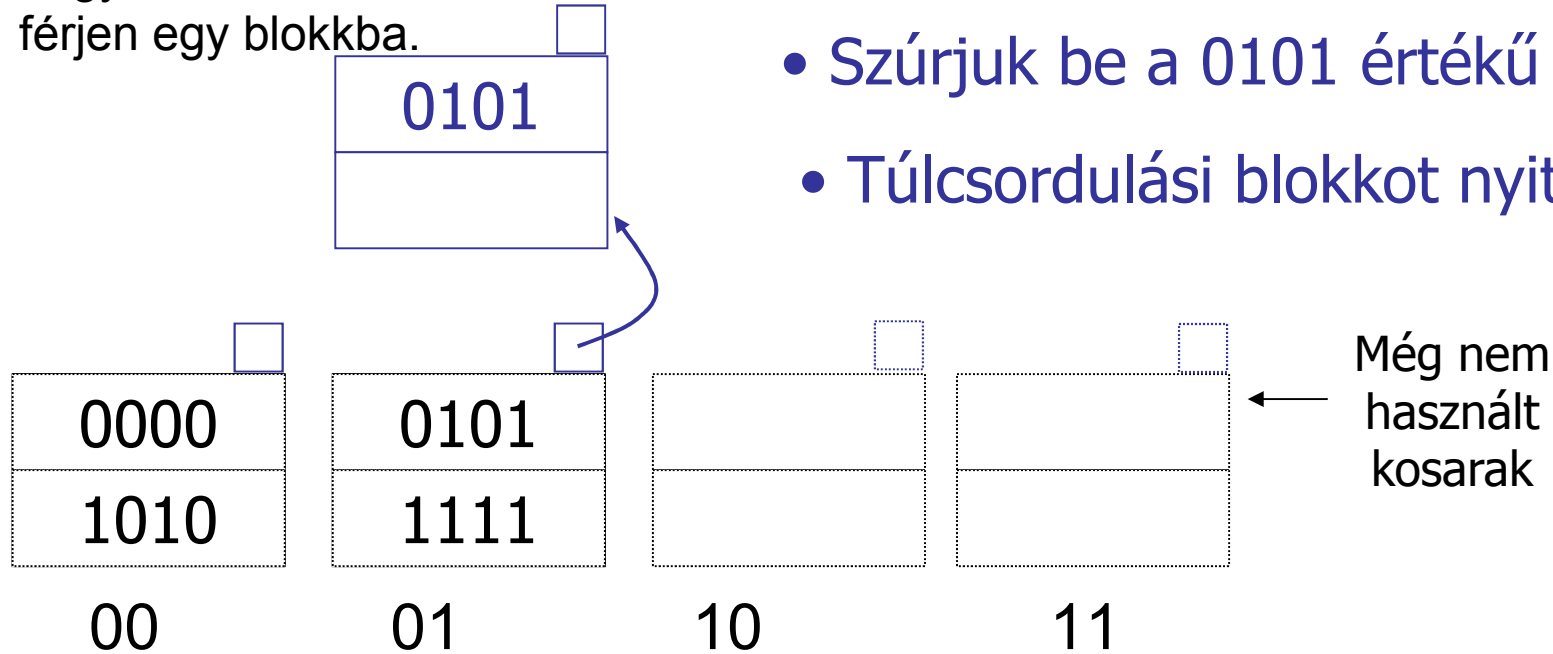 férjen egy blokkba.
• Szúrjuk be a 0101 értékű
0101
• Túlcsordulási blokkot nyit
Még nem
használt
kosarak
0000 0101
1010 1111
00 01 10 11